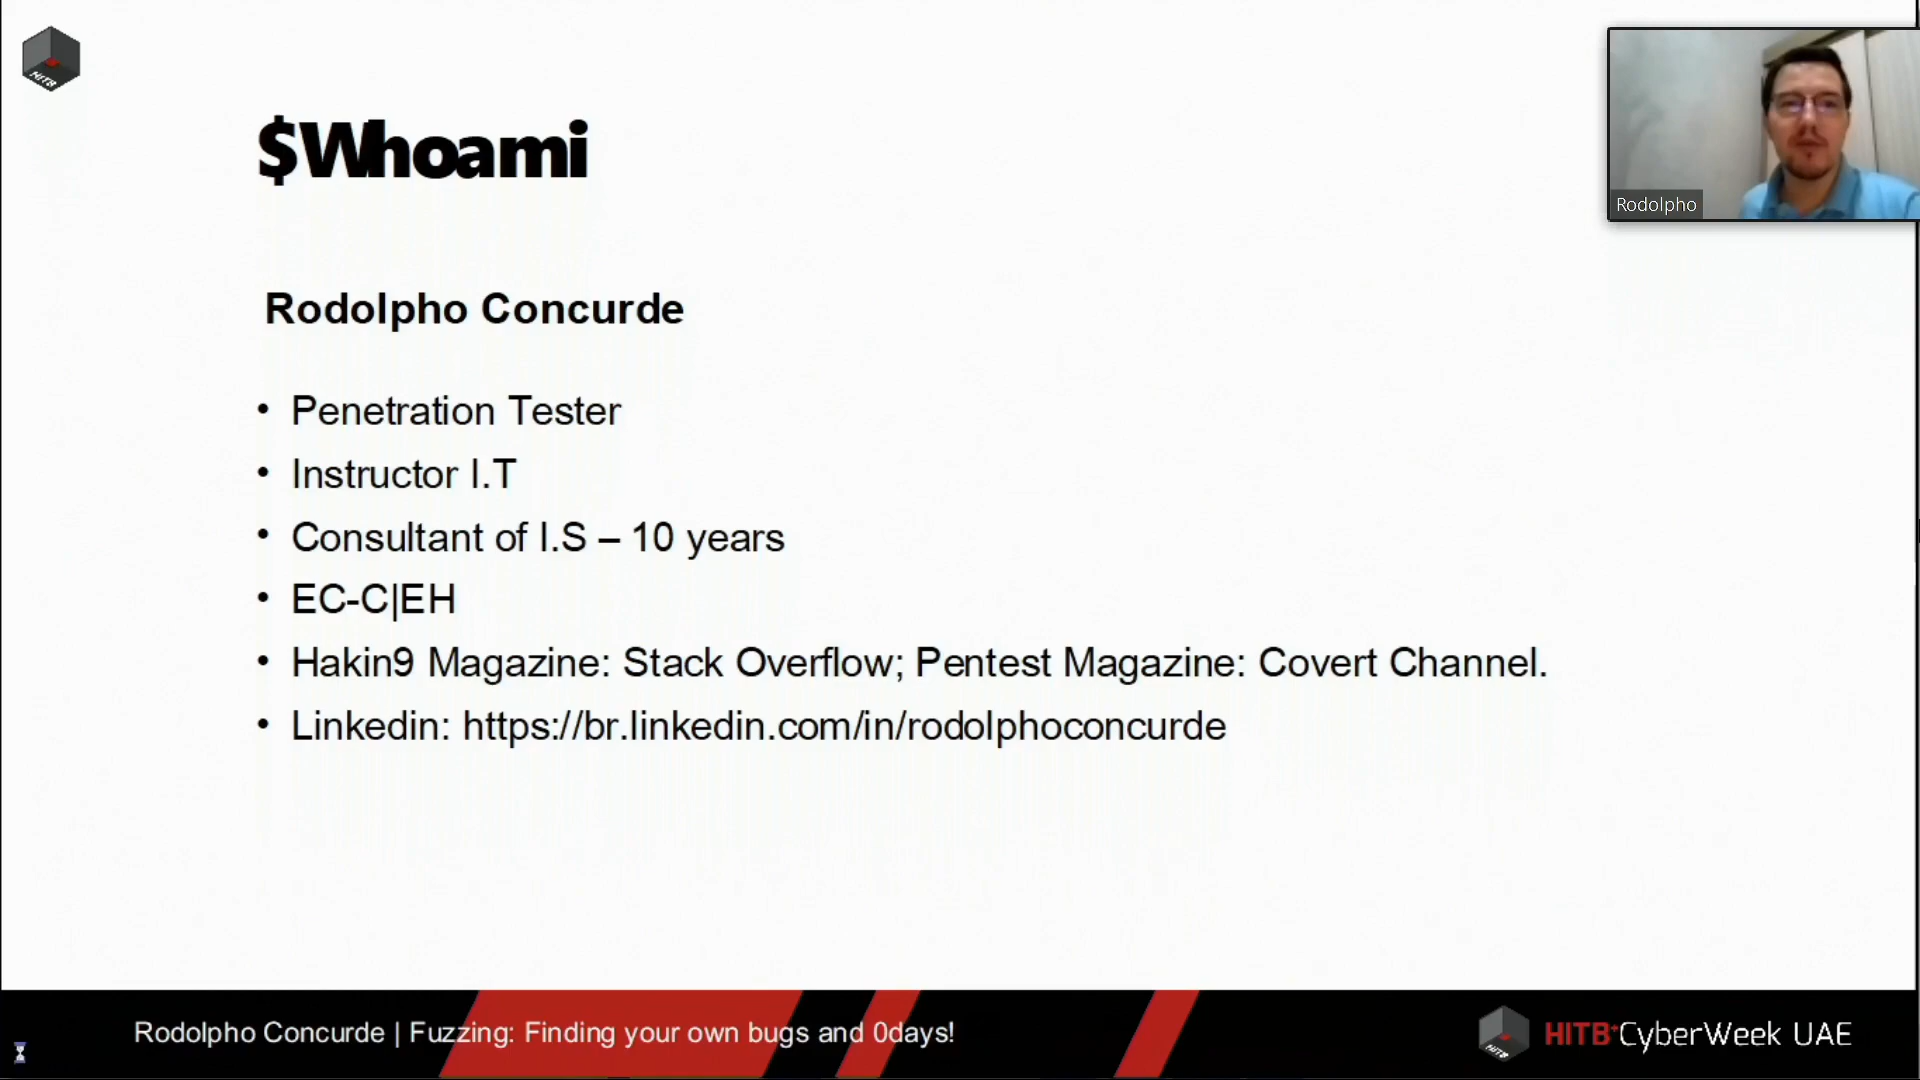 HITB
$Whoami
Rodolpho
Rodolpho Concurde
• Penetration Tester
• Instructor I.T
• Consultant of I.S – 10 years
• EC-C|EH
• Hakin9 Magazine: Stack Overflow; Pentest Magazine: Covert Channel.
• Linkedin: https://br.linkedin.com/in/rodolphoconcurde
Rodolpho Concurde | Fuzzing: Finding your own bugs and 0days!
HITB
HITB+CyberWeek UAE